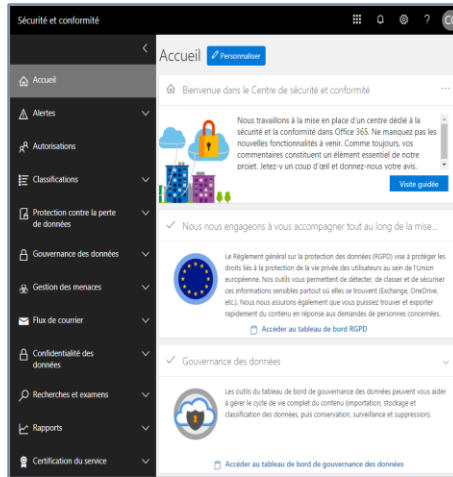 Sécurité et conformité
?
Accueil
Personnaliser
Accueil
Alertes
Autorisations
Classifications
Protection contre la perte
de données
Gouvernance des données
Gestion des menaces
Flux de courrier
Confidentialité des
données
Recherches et examens
Rapports
Certification du service
Bienvenue dans le Centre de sécurité et conformité
Nous travaillons à la mise en place d'un centre dédié à la
sécurité et la conformité dans Office 365. Ne manquez pas les
nouvelles fonctionnalités à venir. Comme toujours, vos
commentaires constituent un élément essentiel de notre
projet. Jetez-y un coup d'œil et donnez-nous votre avis.
Visite guidée
Nous nous engageons à vous accompagner tout au long de la mise...
Le Règlement général sur la protection des données (RGPD) vise à protéger les
droits liés à la protection de la vie privée des utilisateurs au sein de l'Union
européenne. Nos outils vous permettent de détecter, de classer et de sécuriser
ces informations sensibles partout où elles se trouvent (Exchange, OneDrive,
etc.). Nous nous assurons également que vous puissiez trouver et exporter
rapidement du contenu en réponse aux demandes de personnes concernées.
Accéder au tableau de bord RGPD
Gouvernance des données
Les outils du tableau de bord de gouvernance des données peuvent vous aider
à gérer le cycle de vie complet du contenu (importation, stockage et
classification des données, puis conservation, surveillance et suppression).
Accéder au tableau de bord de gouvernance des données